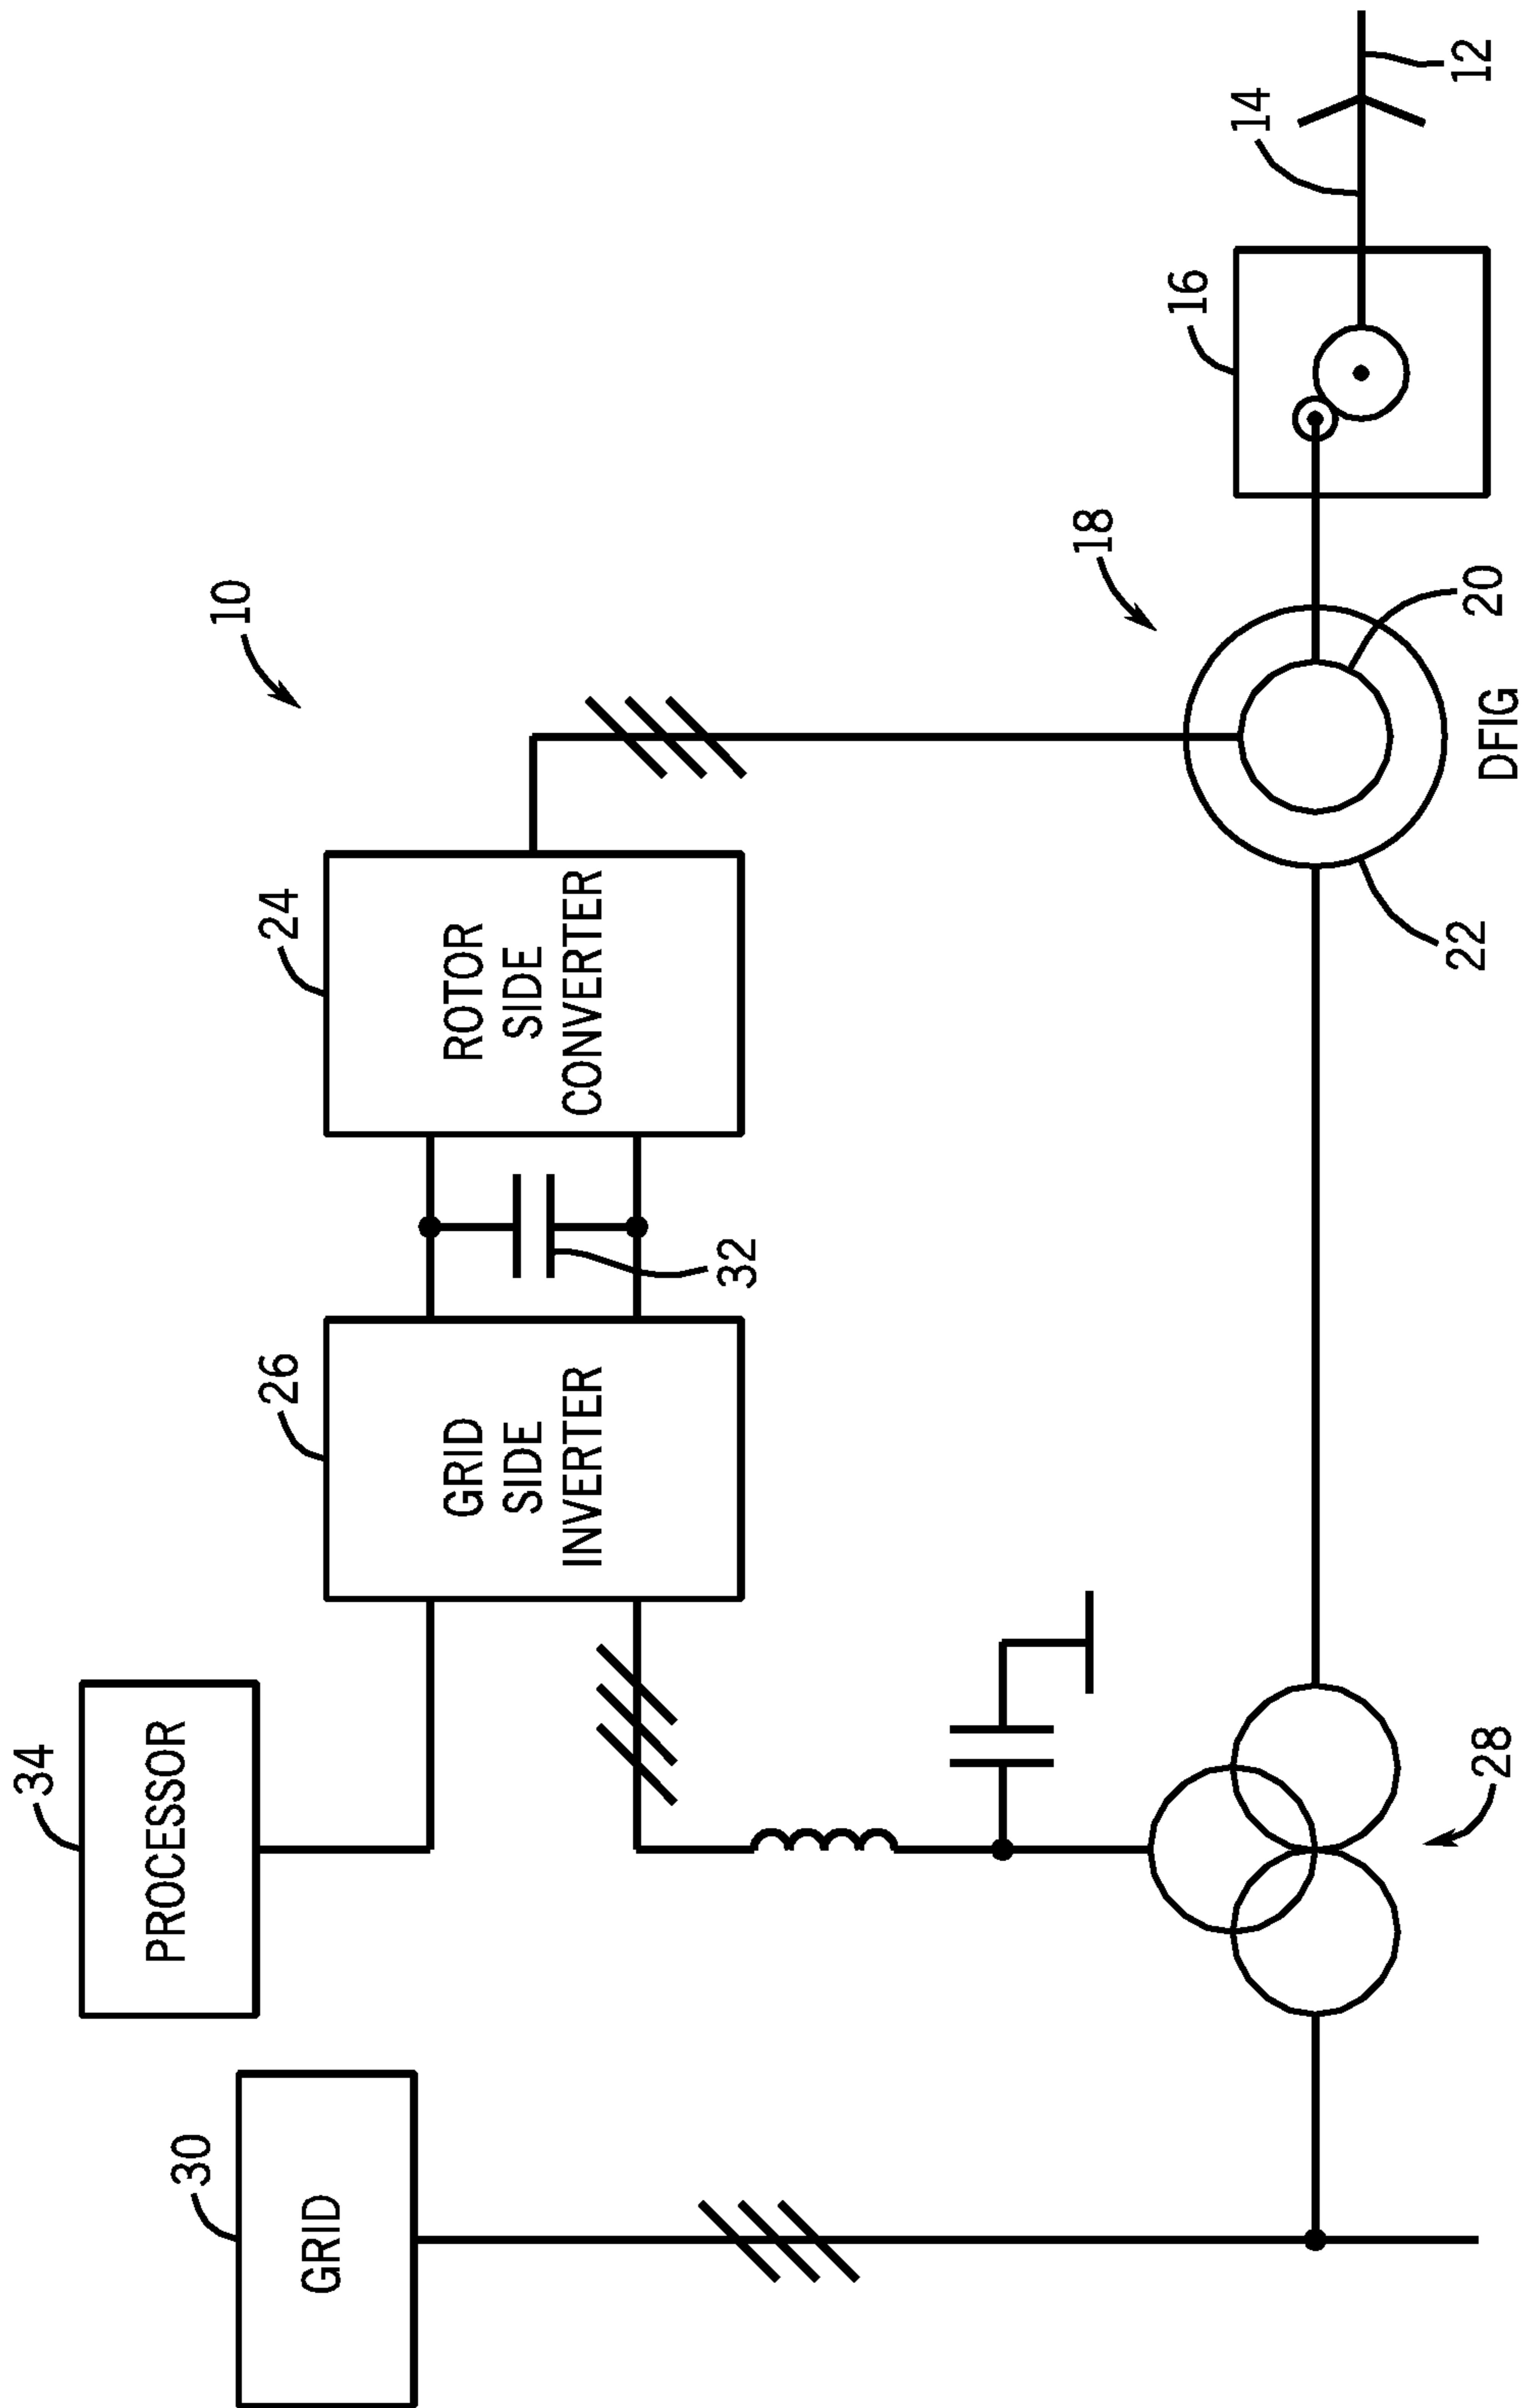 10
34
PROCESSOR
30
GRID
26
GRID
SIDE
INVERTER
24
ROTOR
SIDE
CONVERTER
32
18
16
14
12
28
22
20
DFIG